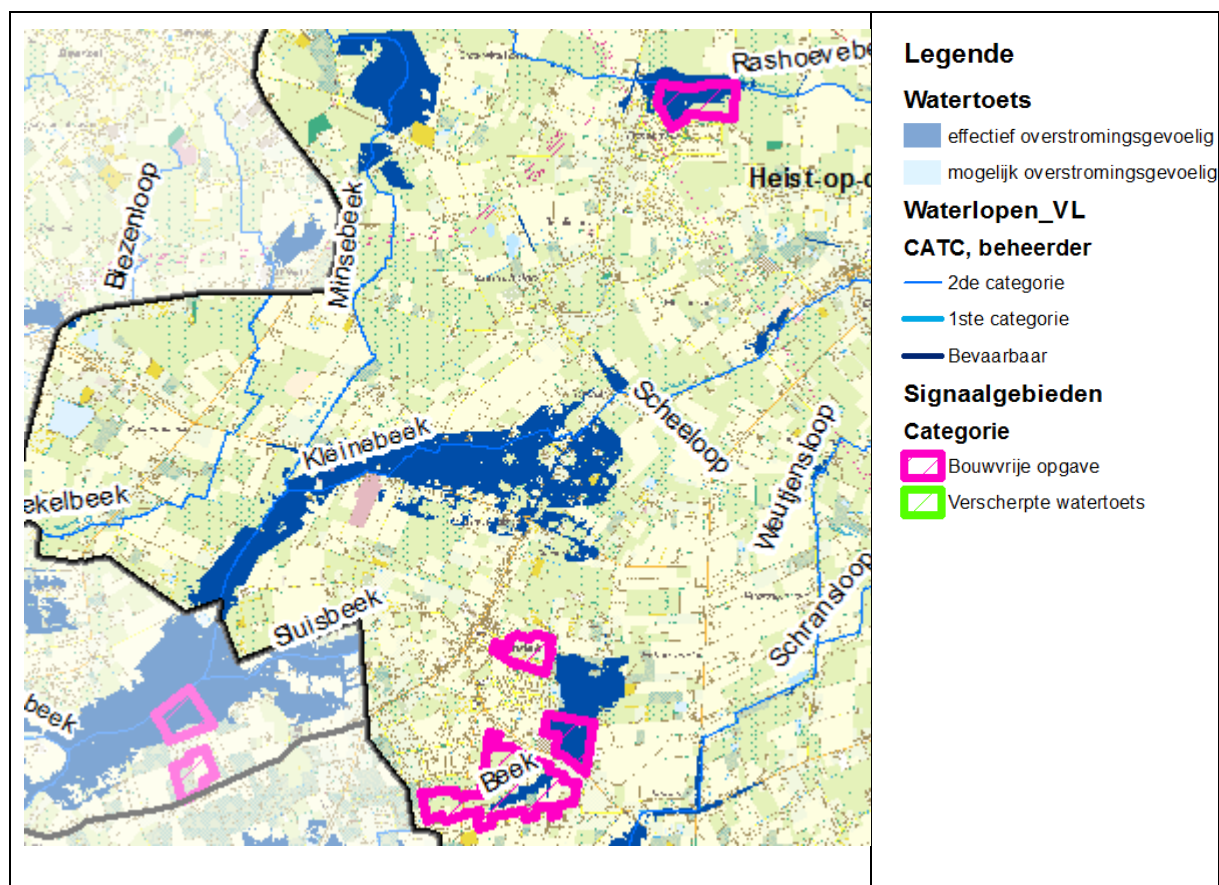 Rashoevebe
Heist-op-d
Biezenloop
Minsebeek
Kleinebeek
Scheeloop
Weutjensloop
ekelbeek
Sluisbeek
Schransloop
beek
Beek
Legende
Watertoets
effectief overstromingsgevoelig
mogelijk overstromingsgevoelig
Waterlopen_VL
CATC, beheerder
2de categorie
1ste categorie
Bevaarbaar
Signaalgebieden
Categorie
Bouwvrije opgave
Verscherpte watertoets